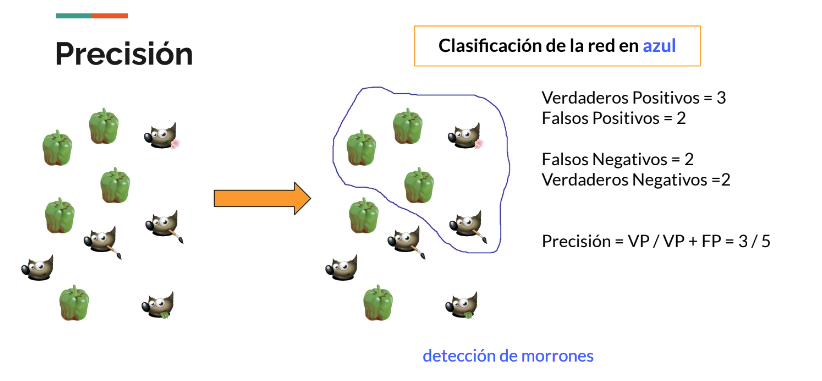 Precisión
Clasificación de la red en azul
Verdaderos Positivos = 3
Falsos Positivos = 2
Falsos Negativos = 2
Verdaderos Negativos =2
Precisión = VP / VP + FP = 3 / 5
detección de morrones